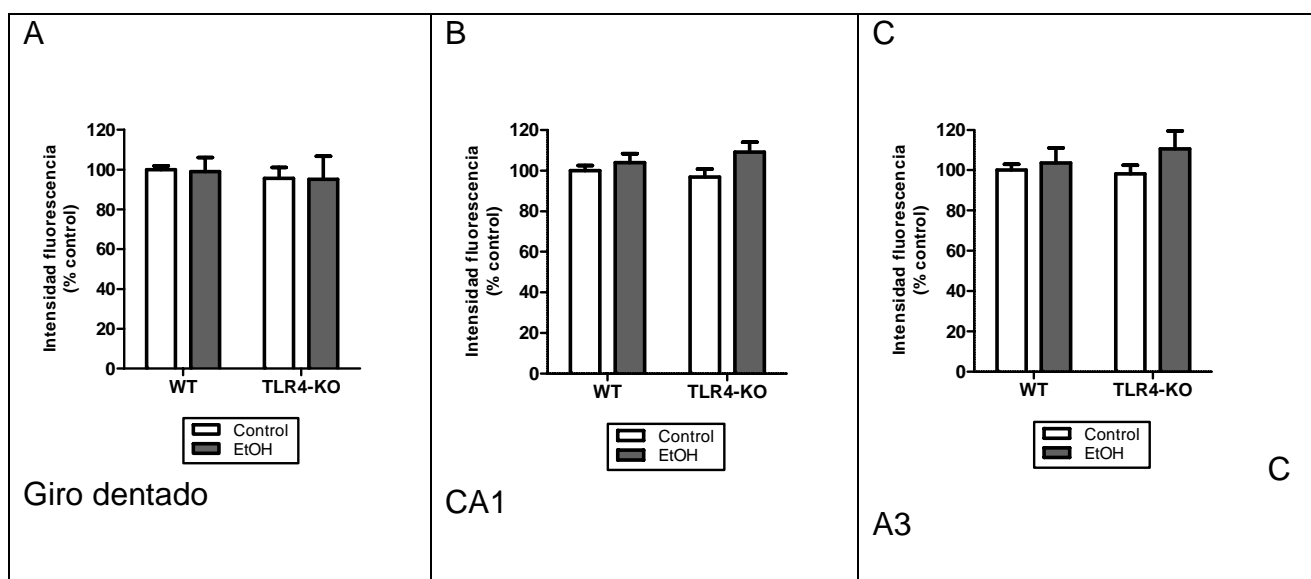 A
Intensidad fluorescencia
(% control)
120
100
80
60
40
20
0
WT TLR4-KO
Control
EtOH
Giro dentado
B
Intensidad fluorescencia
(% control)
120
100
80
60
40
20
0
WT TLR4-KO
Control
EtOH
CA1
C
Intensidad fluorescencia
(% control)
120
100
80
60
40
20
0
WT TLR4-KO
Control
EtOH
C
A3